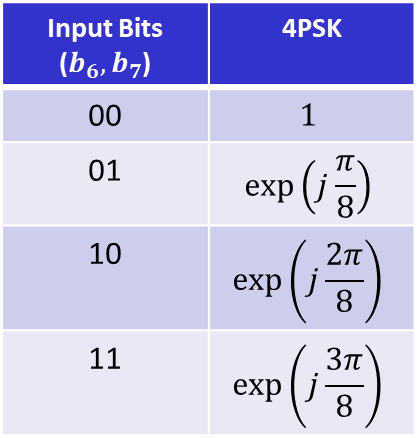 Input Bits 4PSK
(b₆, b₇)
00 1
01 exp(j π/8)
10 exp(j 2π/8)
11 exp(j 3π/8)